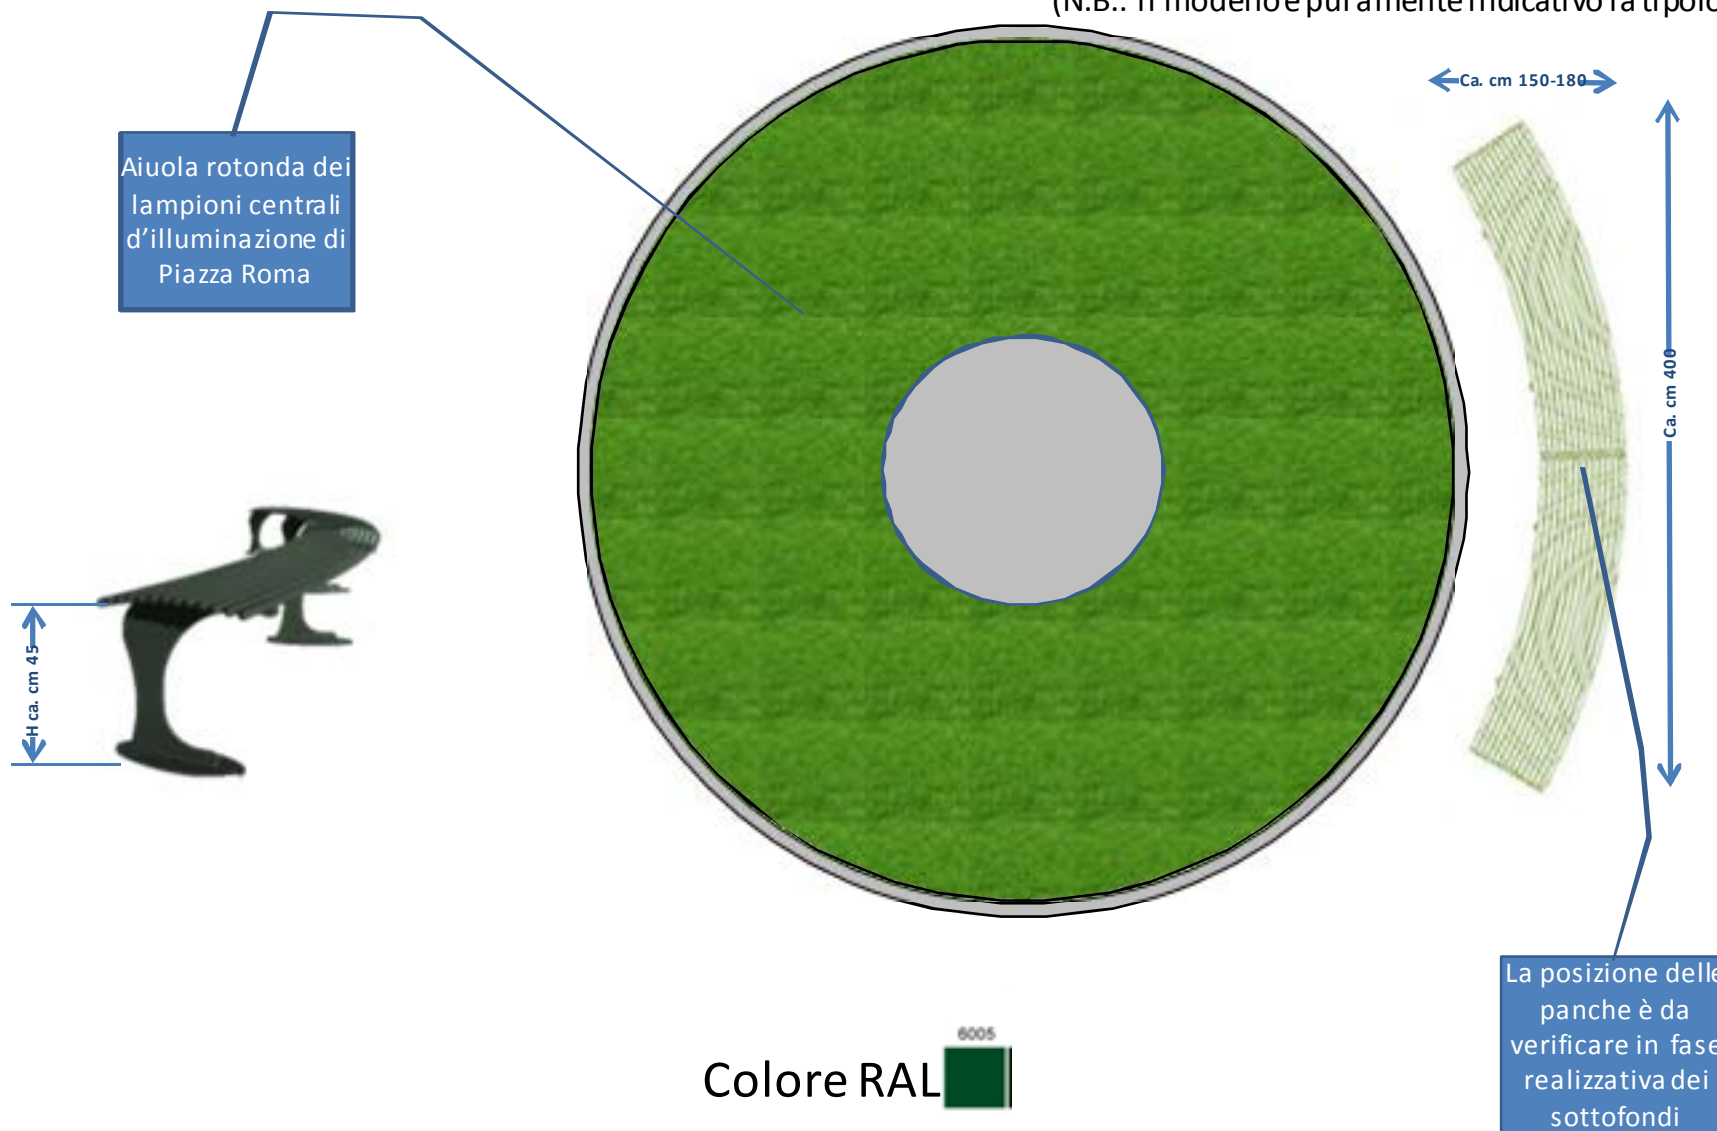 Ca. cm 150-180
Aiuola rotonda dei
lampioni centrali
d’illuminazione di
Piazza Roma
Ca. cm 400
H ca. cm 45
La posizione delle
panche è da
verificare in fase
realizzativa dei
sottofondi
6005
Colore RAL